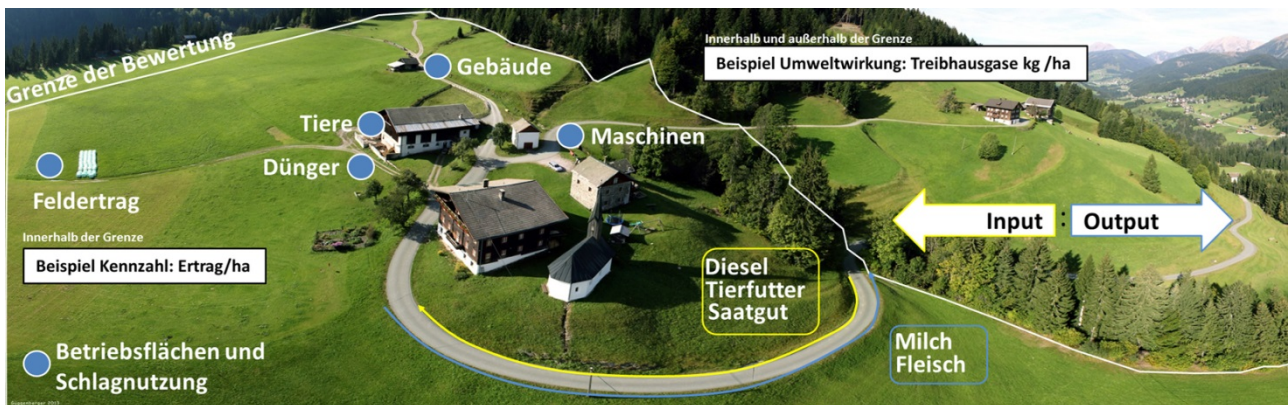 Grenze der Bewertung
Innerhalb und außerhalb der Grenze
Beispiel Umweltwirkung: Treibhausgase kg /ha
Gebäude
Tiere
Maschinen
Dünger
Feldertrag
Input : Output
Innerhalb der Grenze
Beispiel Kennzahl: Ertrag/ha
Diesel
Tierfutter
Saatgut
Milch
Fleisch
Betriebsflächen und
Schlagnutzung